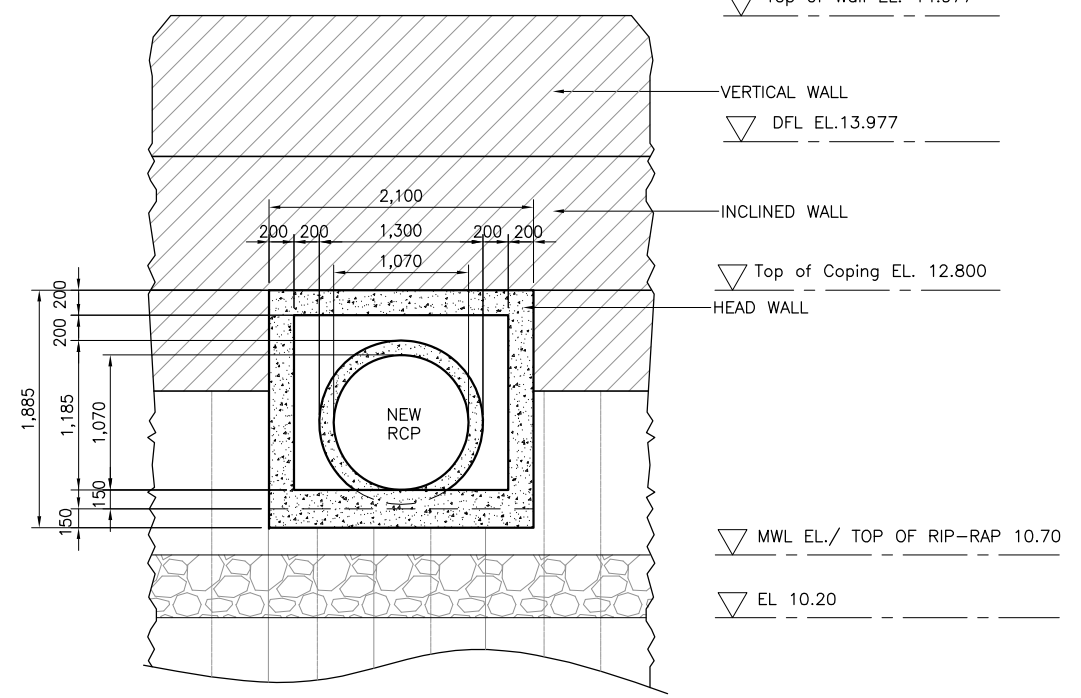 VERTICAL WALL
DFL EL.13.977
2,100
INCLINED WALL
200 200 1,300 200 200
1,070
Top of Coping EL. 12.800
HEAD WALL
200
200
1,885
1,185
1,070
150
150
NEW
RCP
MWL EL./ TOP OF RIP-RAP 10.70
EL 10.20